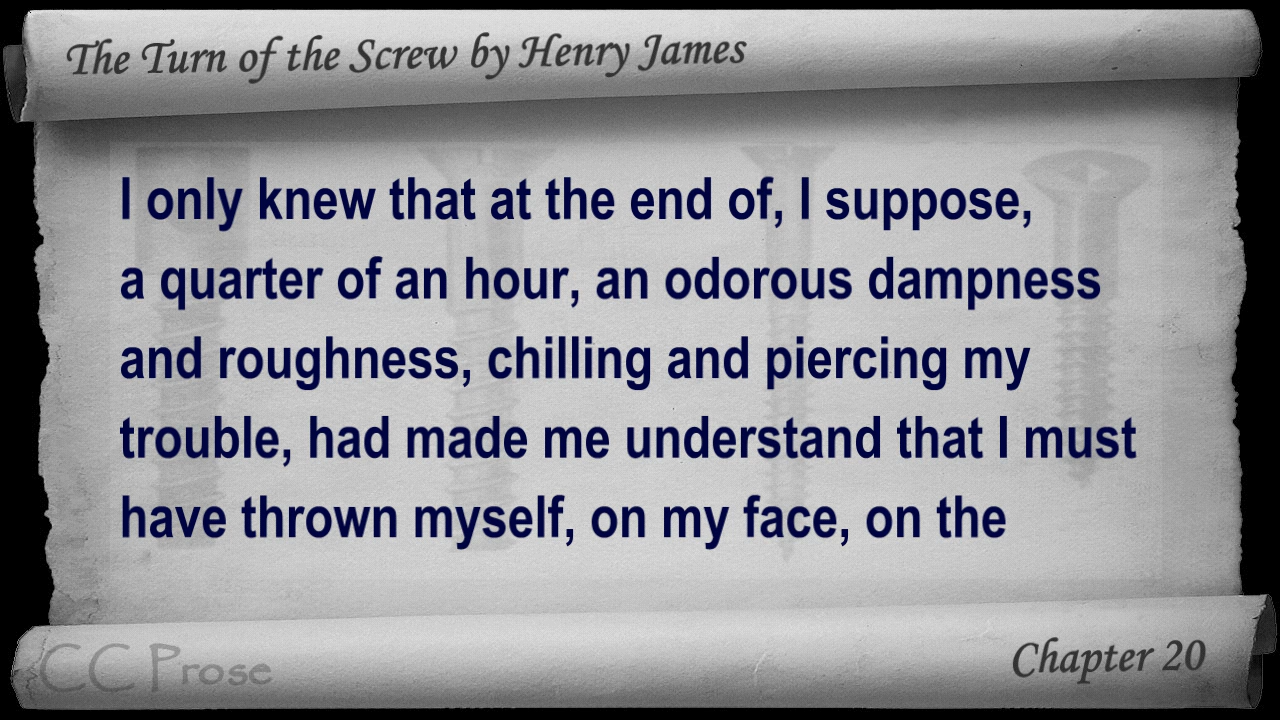 The Turn of the Screw by Henry James
I only knew that at the end of, I suppose,
a quarter of an hour, an odorous dampness
and roughness, chilling and piercing my
trouble, had made me understand that I must
have thrown myself, on my face, on the
CC Prose
Chapter 20